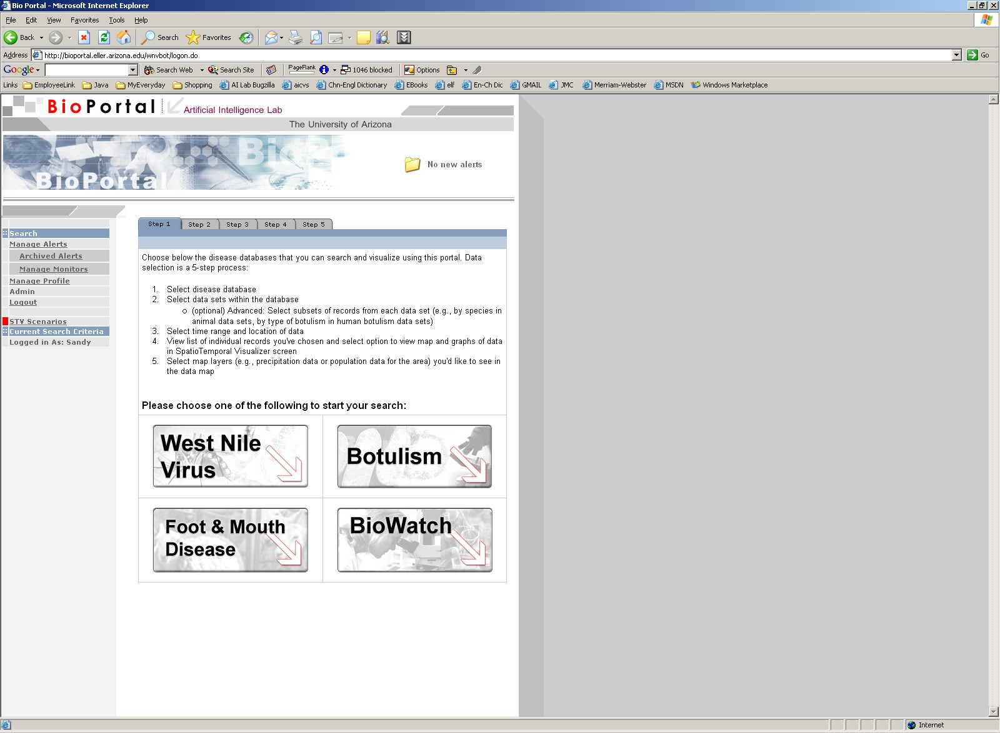 Bio Portal - Microsoft Internet Explorer
File Edit View Favorites Tools Help
Back Search Favorites
Address http://bioportal.eller.arizona.edu/wnvbot/logon.do Go
Google Search Web Search Site PageRank 1046 blocked Options
Links EmployeeLink Java MyEveryday Shopping AI Lab Bugzilla aicvs Chn-Engl Dictionary EBooks elf En-Ch Dic GMAIL JMC Merriam-Webster MSDN Windows Marketplace
BioPortal Artificial Intelligence Lab
The University of Arizona
BioPortal
No new alerts
Step 1 Step 2 Step 3 Step 4 Step 5
Search
Manage Alerts
Archived Alerts
Manage Monitors
Manage Profile
Admin
Logout
STV Scenarios
Current Search Criteria
Logged in As: Sandy
Choose below the disease databases that you can search and visualize using this portal. Data
selection is a 5-step process:
1. Select disease database
2. Select data sets within the database
o (optional) Advanced: Select subsets of records from each data set (e.g., by species in
animal data sets, by type of botulism in human botulism data sets)
3. Select time range and location of data
4. View list of individual records you've chosen and select option to view map and graphs of data
in SpatioTemporal Visualizer screen
5. Select map layers (e.g., precipitation data or population data for the area) you'd like to see in
the data map
Please choose one of the following to start your search:
West Nile
Virus
Botulism
Foot & Mouth
Disease
BioWatch
Internet